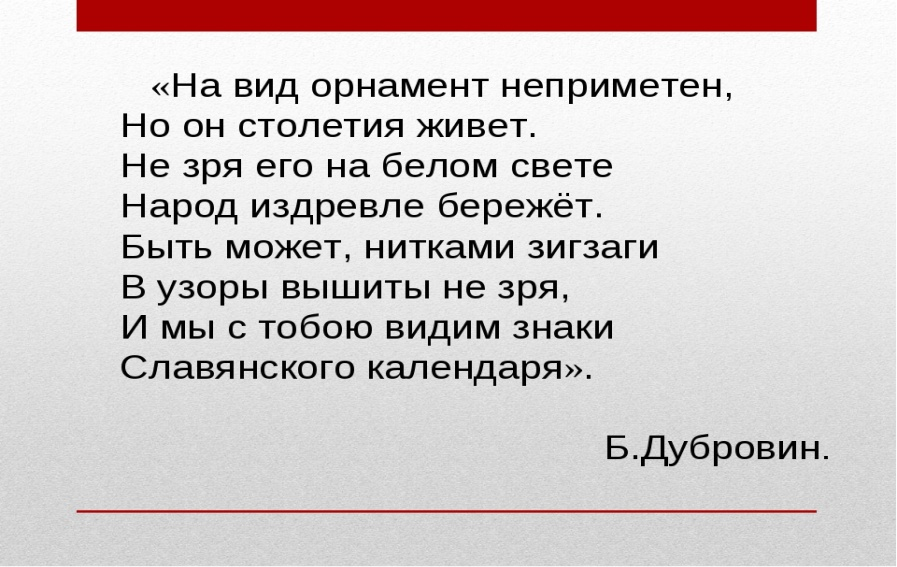 «На вид орнамент неприметен,
Но он столетия живет.
Не зря его на белом свете
Народ издревле бережёт.
Быть может, нитками зигзаги
В узоры вышиты не зря,
И мы с тобою видим знаки
Славянского календаря».
Б.Дубровин.